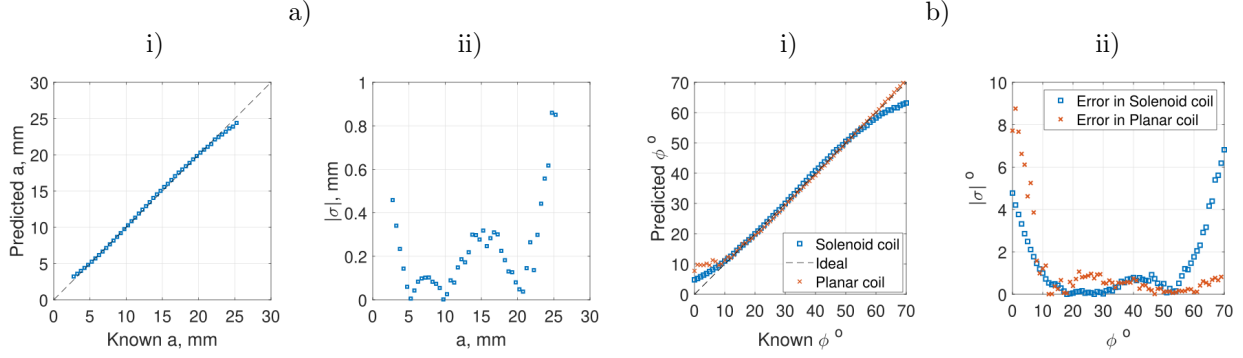 a)
b)
i)
ii)
i)
ii)
Predicted a, mm
30
25
20
15
10
5
0
0 5 10 15 20 25 30
Known a, mm
|σ|, mm
1
0.8
0.6
0.4
0.2
0
0 5 10 15 20 25 30
a, mm
Predicted ϕ o
70
60
50
40
30
20
10
0
Solenoid coil
Ideal
Planar coil
0 10 20 30 40 50 60 70
Known ϕ o
|σ| o
10
8
6
4
2
0
Error in Solenoid coil
Error in Planar coil
0 10 20 30 40 50 60 70
ϕ o